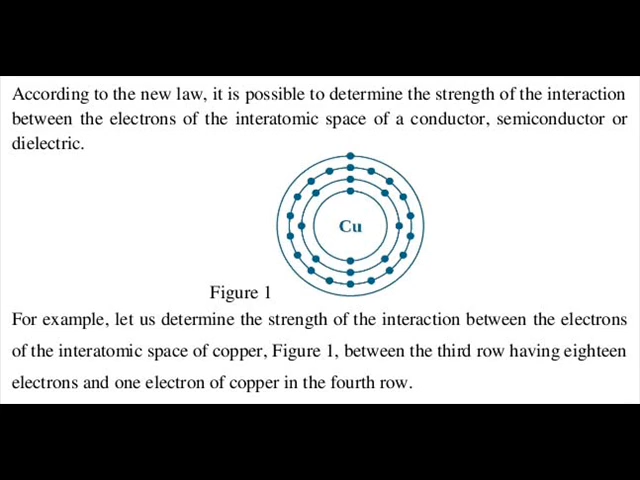 According to the new law, it is possible to determine the strength of the interaction
between the electrons of the interatomic space of a conductor, semiconductor or
dielectric.
Cu
Figure 1
For example, let us determine the strength of the interaction between the electrons
of the interatomic space of copper, Figure 1, between the third row having eighteen
electrons and one electron of copper in the fourth row.